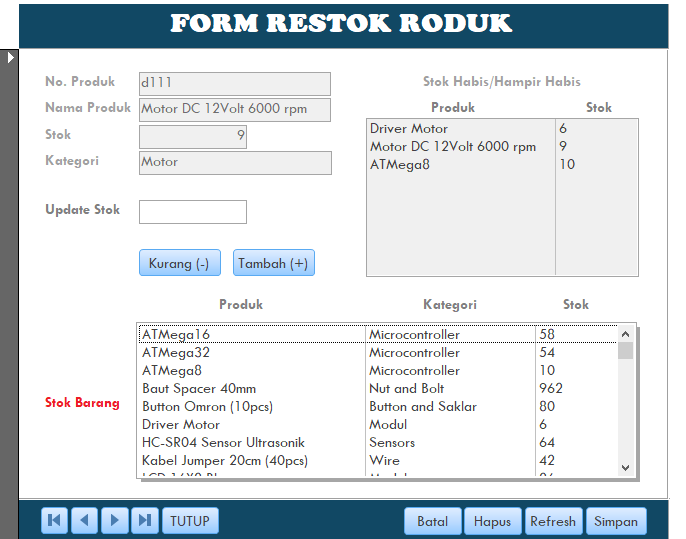 FORM RESTOK RODUK
No. Produk d111
Nama Produk Motor DC 12Volt 6000 rpm
Stok 9
Kategori Motor
Update Stok
Kurang (-) Tambah (+)
Stok Habis/Hampir Habis
Produk Stok
Driver Motor 6
Motor DC 12Volt 6000 rpm 9
ATMega8 10
Produk Kategori Stok
Stok Barang
ATMega16 Microcontroller 58
ATMega32 Microcontroller 54
ATMega8 Microcontroller 10
Baut Spacer 40mm Nut and Bolt 962
Button Omron (10pcs) Button and Saklar 80
Driver Motor Modul 6
HC-SR04 Sensor Ultrasonik Sensors 64
Kabel Jumper 20cm (40pcs) Wire 42
TUTUP Batal Hapus Refresh Simpan